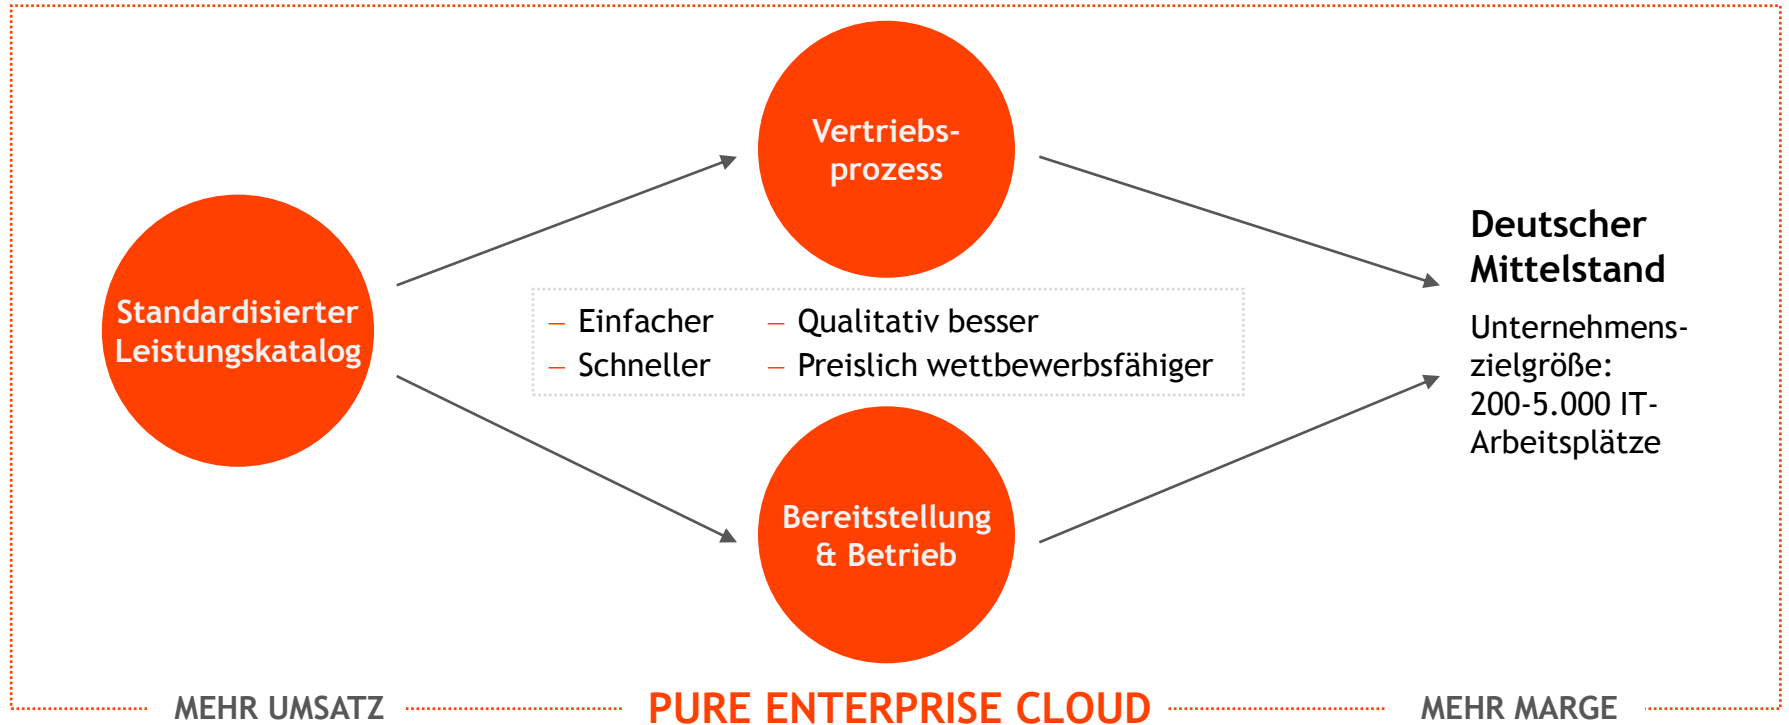 Vertriebs-
prozess
Standardisierter
Leistungskatalog
– Einfacher – Qualitativ besser
– Schneller – Preislich wettbewerbsfähiger
Bereitstellung
& Betrieb
Deutscher
Mittelstand
Unternehmens-
zielgröße:
200-5.000 IT-
Arbeitsplätze
MEHR UMSATZ PURE ENTERPRISE CLOUD MEHR MARGE